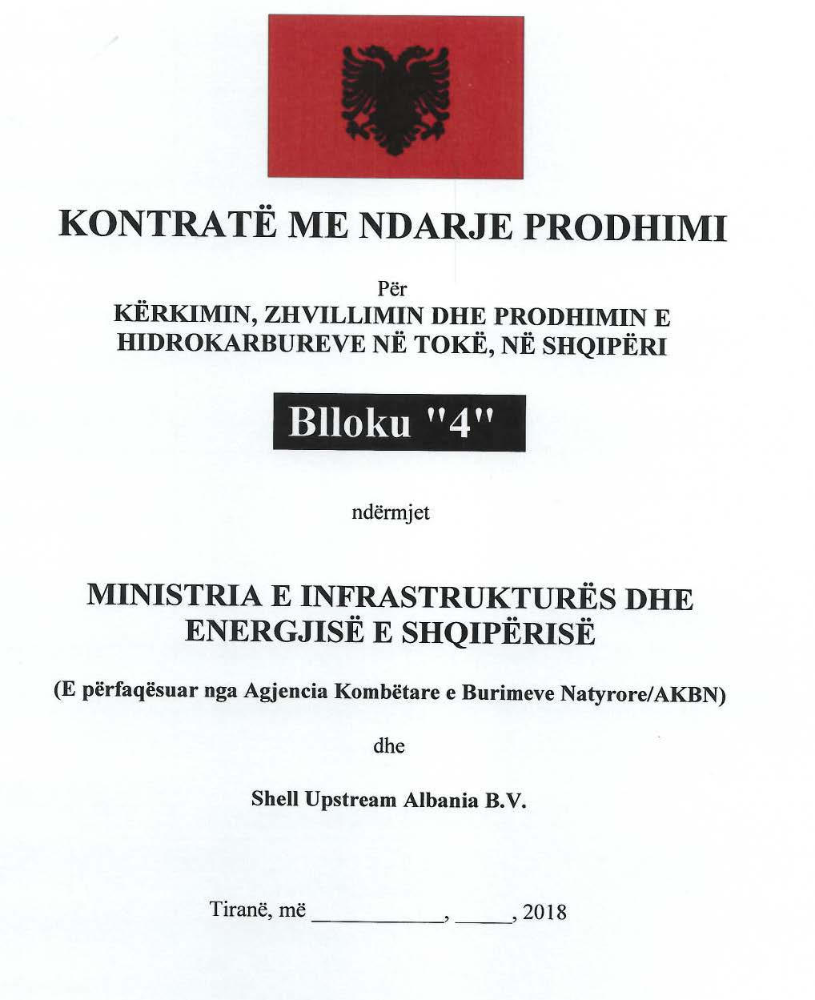 KONTRATË ME NDARJE PRODHIMI
Për
KËRKIMIN, ZHVILLIMIN DHE PRODHIMIN E
HIDROKARBUREVE NË TOKË, NË SHQIPËRI
Blloku "4"
ndërmjet
MINISTRIA E INFRASTRUKTURËS DHE
ENERGJISË E SHQIPËRISË
(E përfaqësuar nga Agjencia Kombëtare e Burimeve Natyrore/AKBN)
dhe
Shell Upstream Albania B.V.
Tiranë, më ____________, _____, 2018